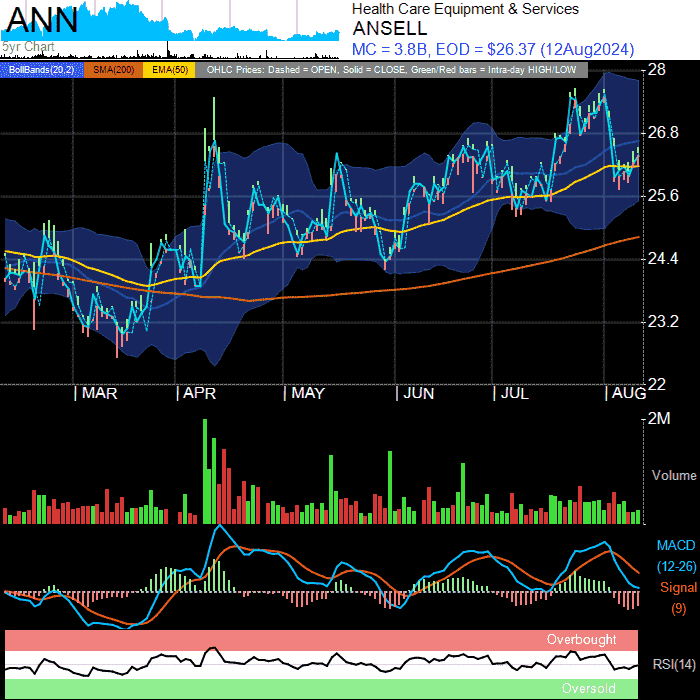 ANN
5yr Chart
Health Care Equipment & Services
ANSELL
MC = 3.8B, EOD = $26.37 (12Aug2024)
BollBands(20,2) SMA(200) EMA(50) OHLC Prices: Dashed = OPEN, Solid = CLOSE, Green/Red bars = Intra-day HIGH/LOW
28
26.8
25.6
24.4
23.2
22
MAR APR MAY JUN JUL AUG
2M
Volume
MACD
(12-26)
Signal
(9)
Overbought
RSI(14)
Oversold